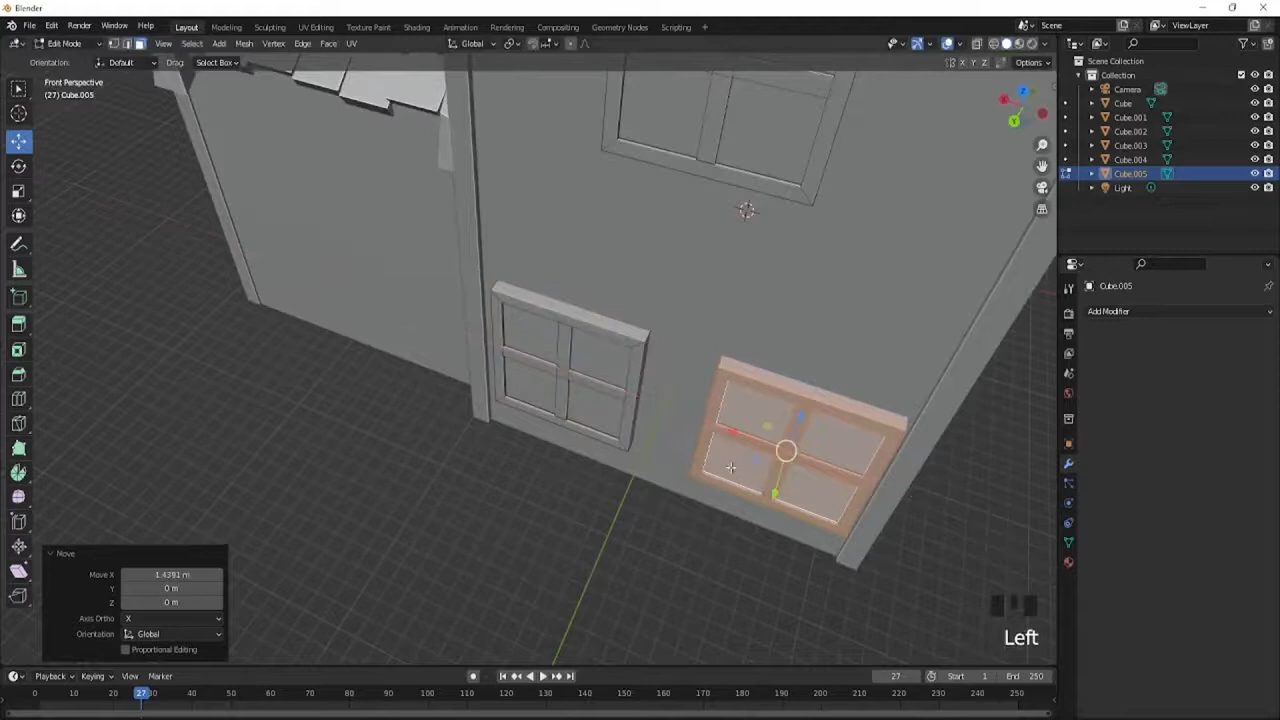 Blender
File Edit Render Window Help Layout Modeling Sculpting UV Editing Texture Paint Shading Animation Rendering Compositing Geometry Nodes Scripting + Scene ViewLayer
Edit Mode View Select Add Mesh Vertex Edge Face UV Global
Orientation: Default Drag: Select Box X Y Z Options
Front Perspective
(27) Cube.005
Z
Y
Scene Collection
Collection
Camera
Cube
Cube.001
Cube.002
Cube.003
Cube.004
Cube.005
Light
Cube.005
Add Modifier
Move
Move X 1.4391 m
Y 0 m
Z 0 m
Axis Ortho X
Orientation Global
Proportional Editing
Left
Playback Keying View Marker 27 Start 1 End 250
0 10 20 27 30 40 50 60 70 80 90 100 110 120 130 140 150 160 170 180 190 200 210 220 230 240 250